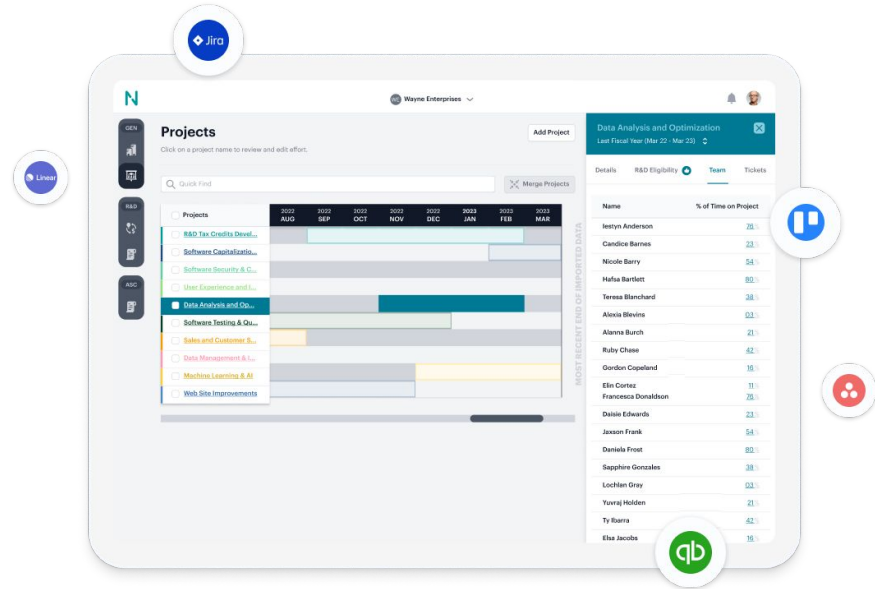 Jira
Wayne Enterprises
GEN
Projects
Click on a project name to review and edit effort.
Add Project
Data Analysis and Optimization
Last Fiscal Year (Mar 22 - Mar 23)
Linear
Quick Find
Merge Projects
Details R&D Eligibility Team Tickets
R&D
ASC
Projects 2022 AUG 2022 SEP 2022 OCT 2022 NOV 2022 DEC 2023 JAN 2023 FEB 2023 MAR
R&D Tax Credits Devel...
Software Capitalizatio...
Software Security & C...
User Experience and I...
Data Analysis and Op...
Software Testing & Qu...
Sales and Customer S...
Data Management & I...
Machine Learning & AI
Web Site Improvements
MOST RECENT END OF IMPORTED DATA
Name % of Time on Project
Iestyn Anderson 76%
Candice Barnes 23%
Nicole Barry 54%
Hafsa Bartlett 80%
Teresa Blanchard 38%
Alexia Blevins 03%
Alanna Burch 21%
Ruby Chase 42%
Gordon Copeland 16%
Elin Cortez 11%
Francesca Donaldson 76%
Daisie Edwards 23%
Jaxson Frank 54%
Daniela Frost 80%
Sapphire Gonzales 38%
Lochlan Gray 03%
Yuvraj Holden 21%
Ty Ibarra 42%
Elsa Jacobs 16%
qb